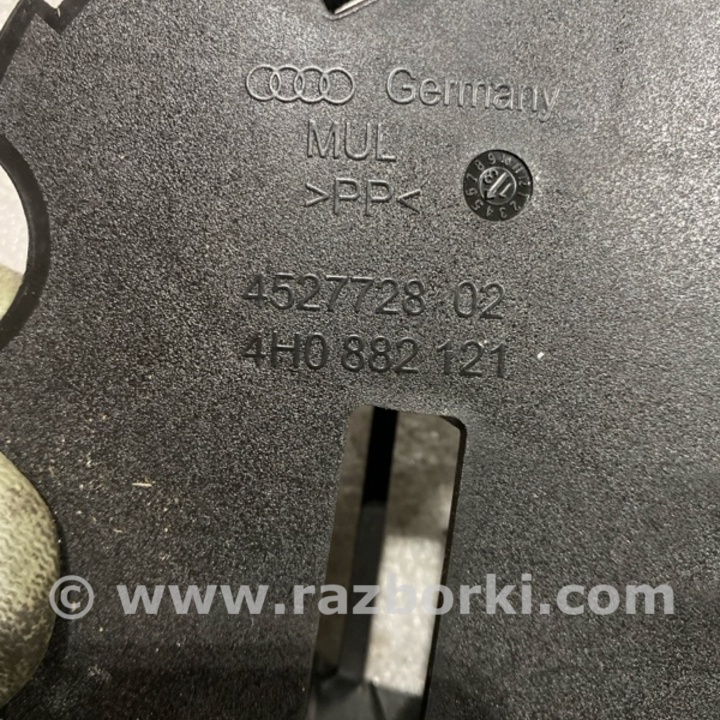 Germany
MUL
>PP<
4527728 02
4H0 882 121
© www.razborki.com